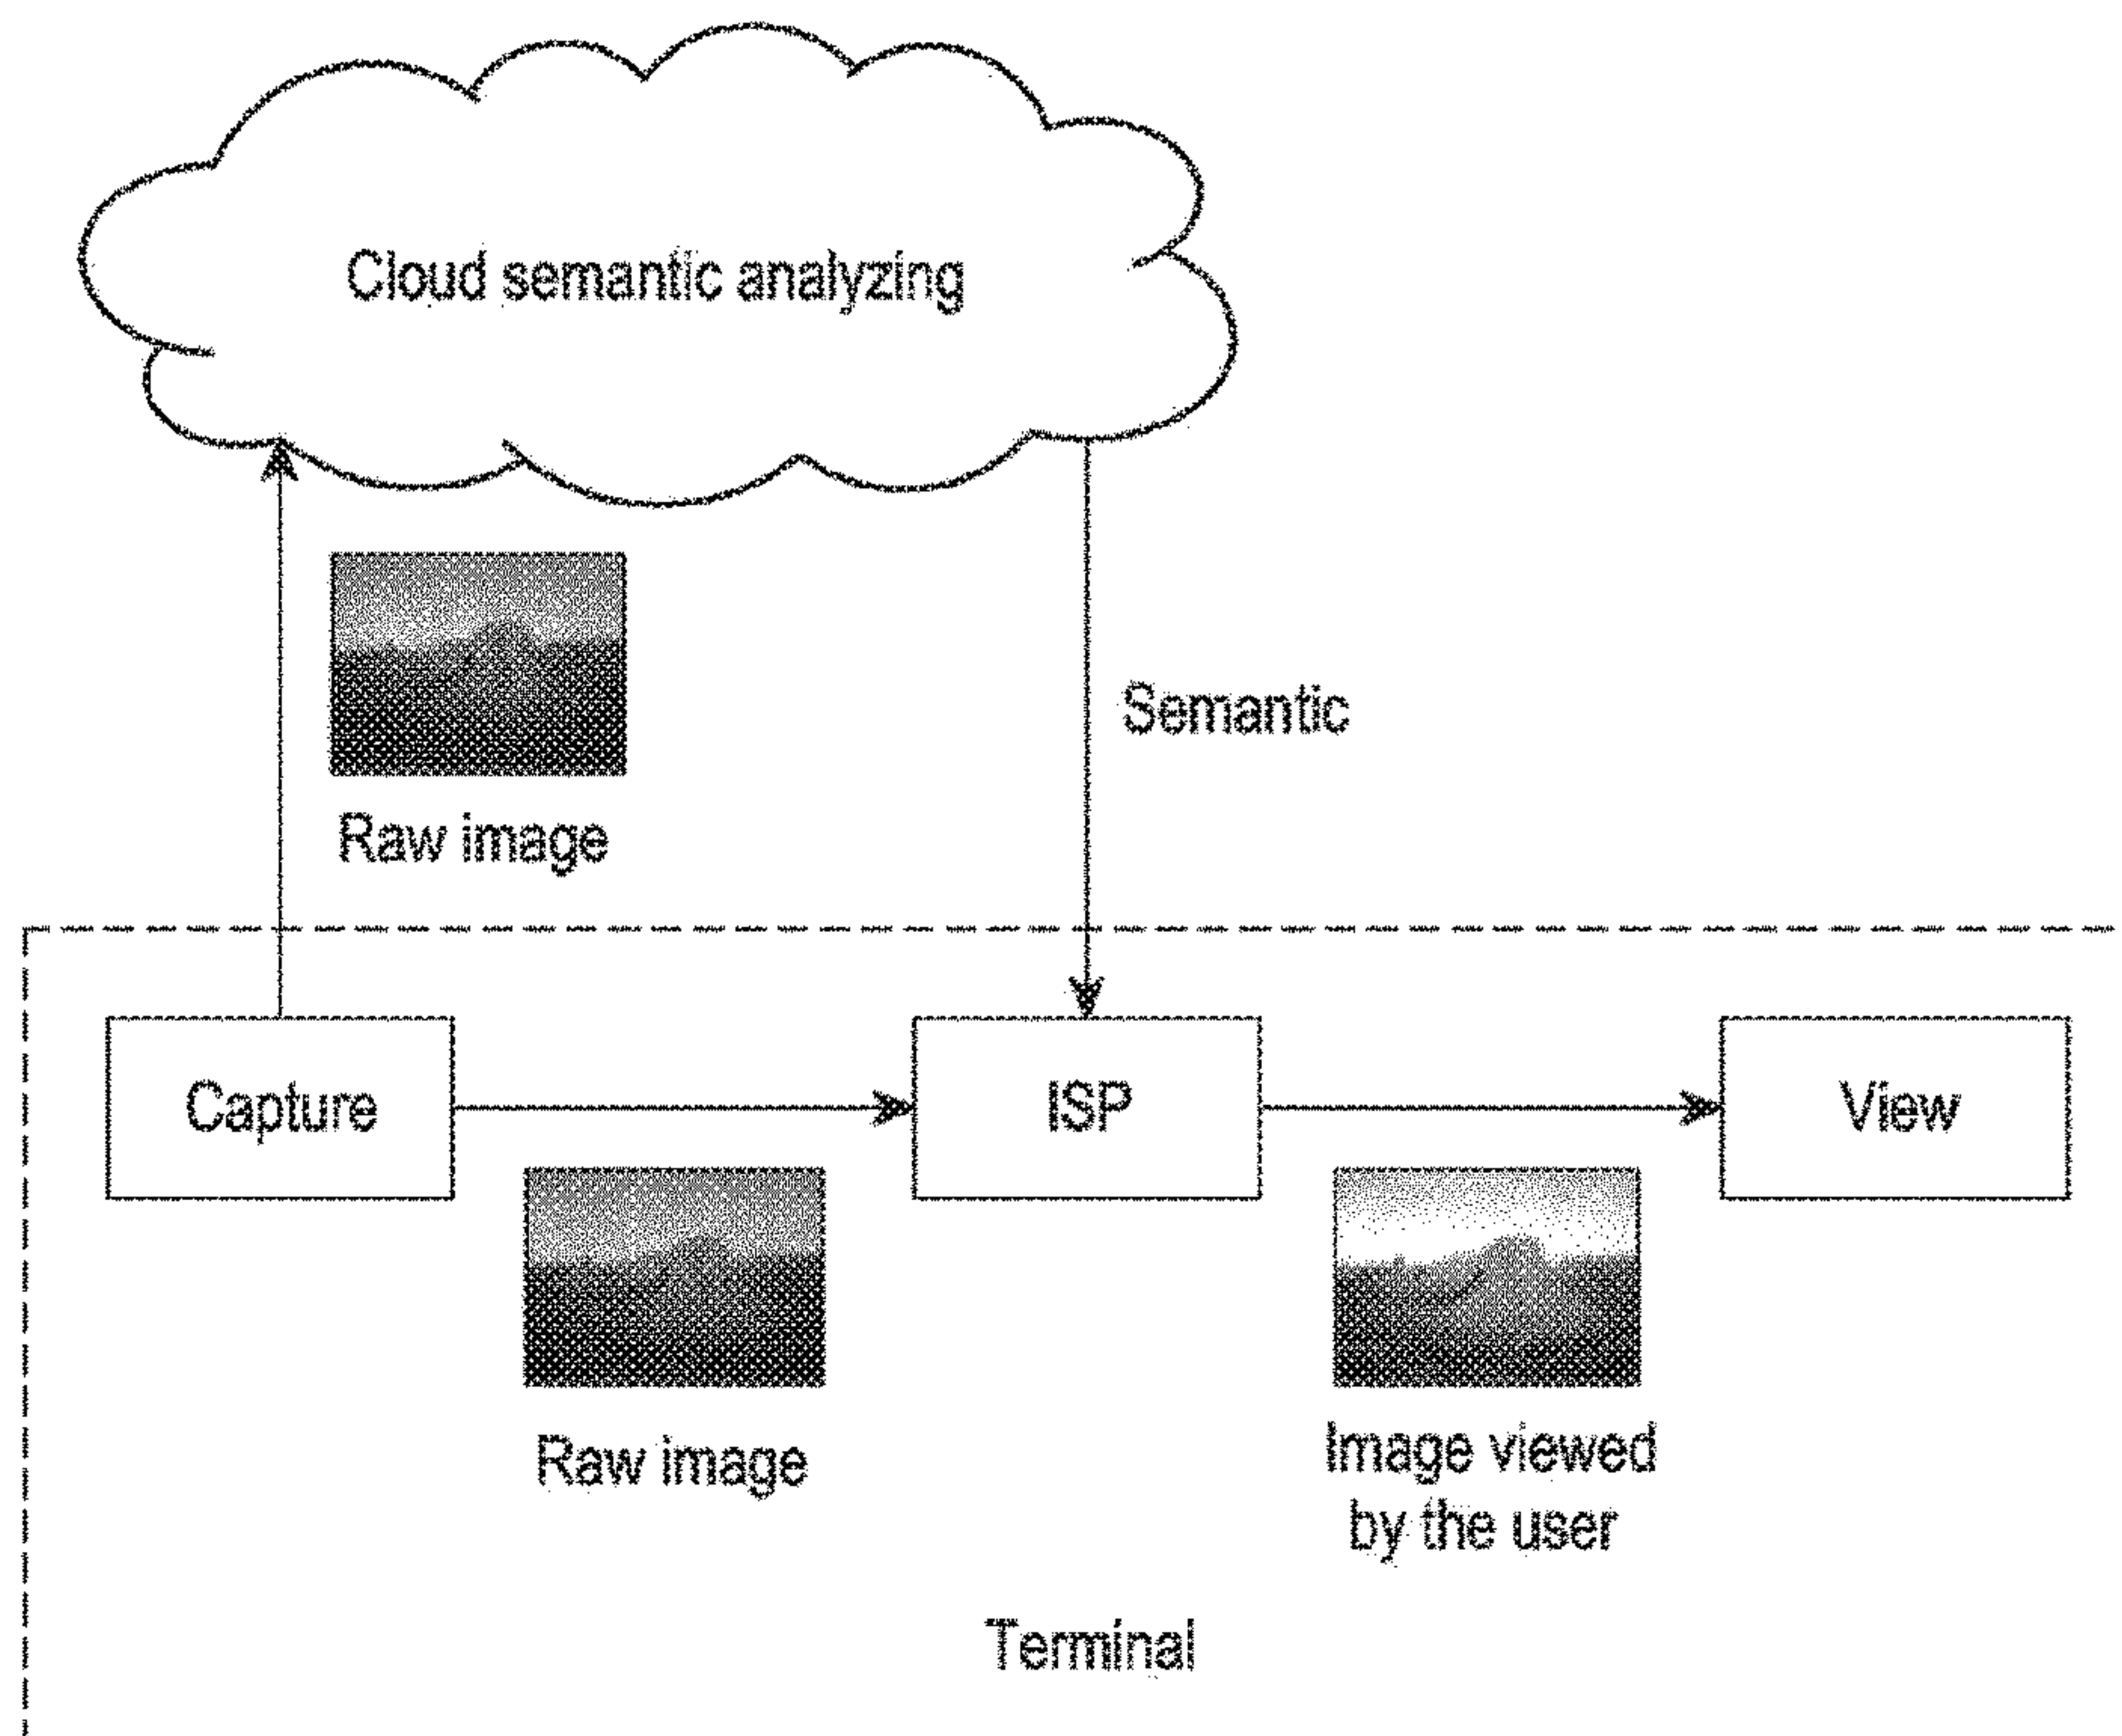 Cloud semantic analyzing
Raw image
Semantic
Capture
ISP
View
Raw image
Image viewed
by the user
Terminal